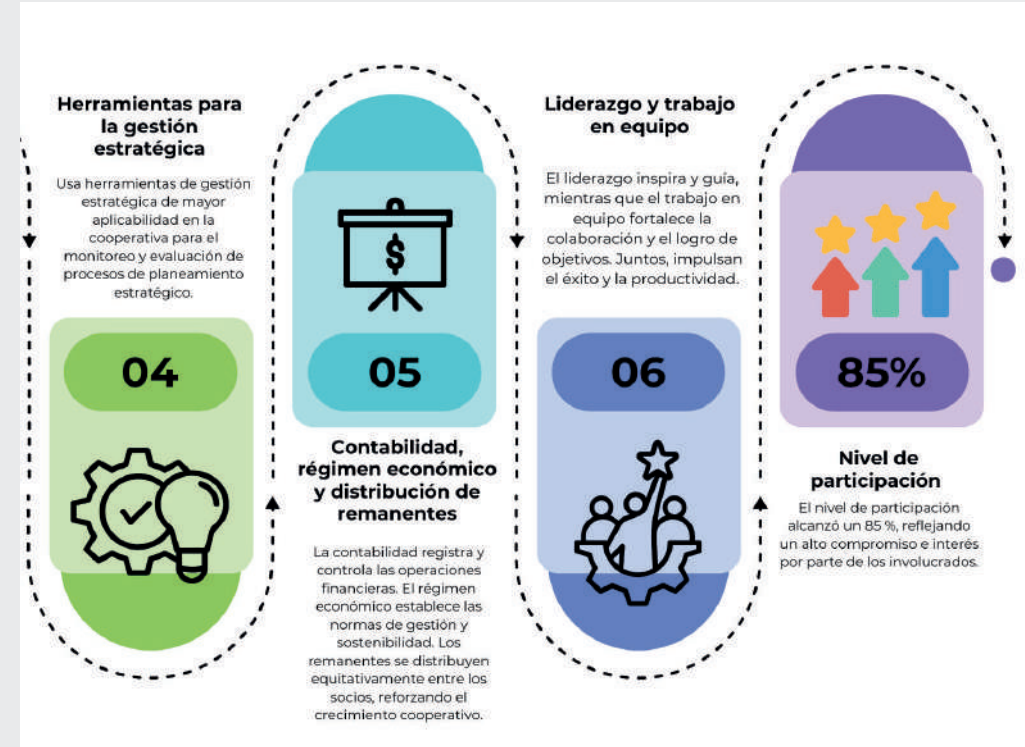 Herramientas para
la gestión
estratégica
Usa herramientas de gestión
estratégica de mayor
aplicabilidad en la
cooperativa para el
monitoreo y evaluación de
procesos de planeamiento
estratégico.
04
$
05
Contabilidad,
régimen económico
y distribución de
remanentes
La contabilidad registra y
controla las operaciones
financieras. El régimen
económico establece las
normas de gestión y
sostenibilidad. Los
remanentes se distribuyen
equitativamente entre los
socios, reforzando el
crecimiento cooperativo.
Liderazgo y trabajo
en equipo
El liderazgo inspira y guía,
mientras que el trabajo en
equipo fortalece la
colaboración y el logro de
objetivos. Juntos, impulsan
el éxito y la productividad.
06
85%
Nivel de
participación
El nivel de participación
alcanzó un 85 %, reflejando
un alto compromiso e interés
por parte de los involucrados.